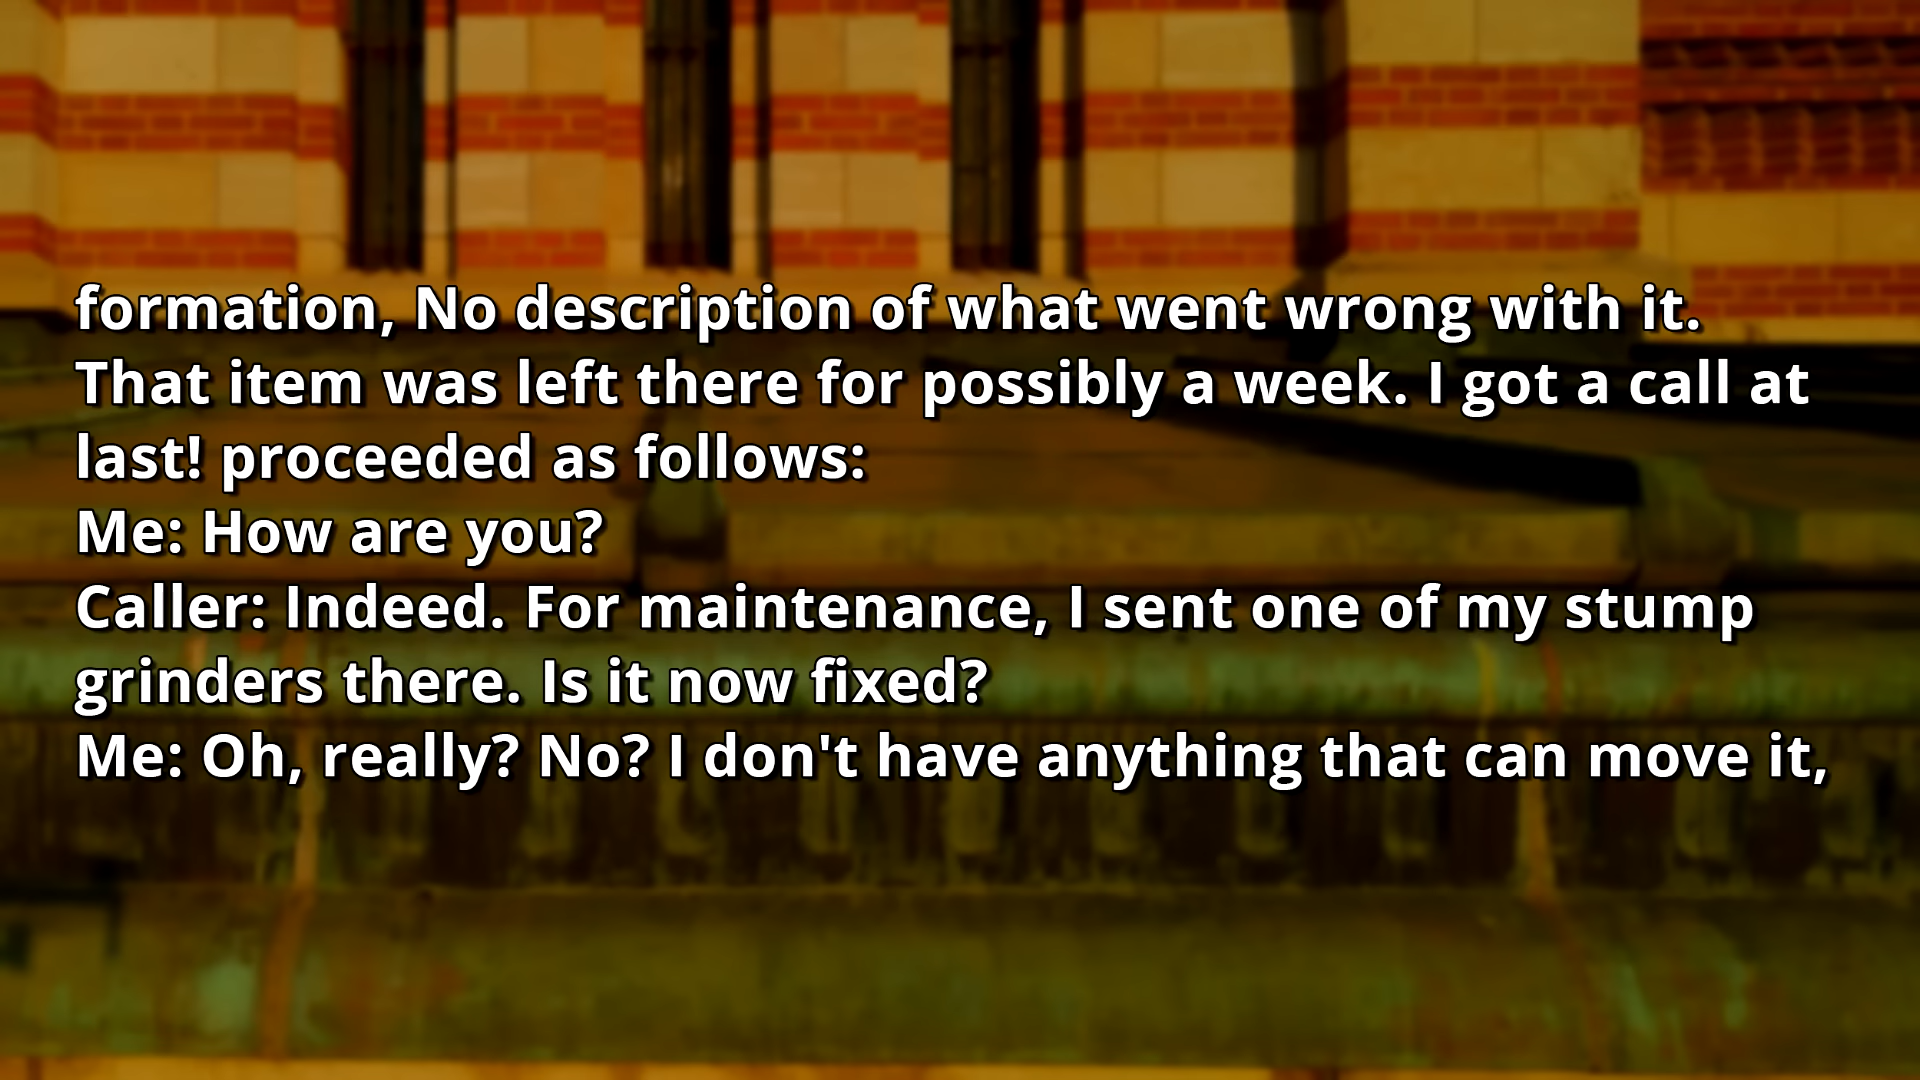 formation, No description of what went wrong with it.
That item was left there for possibly a week. I got a call at
last! proceeded as follows:
Me: How are you?
Caller: Indeed. For maintenance, I sent one of my stump
grinders there. Is it now fixed?
Me: Oh, really? No? I don't have anything that can move it,